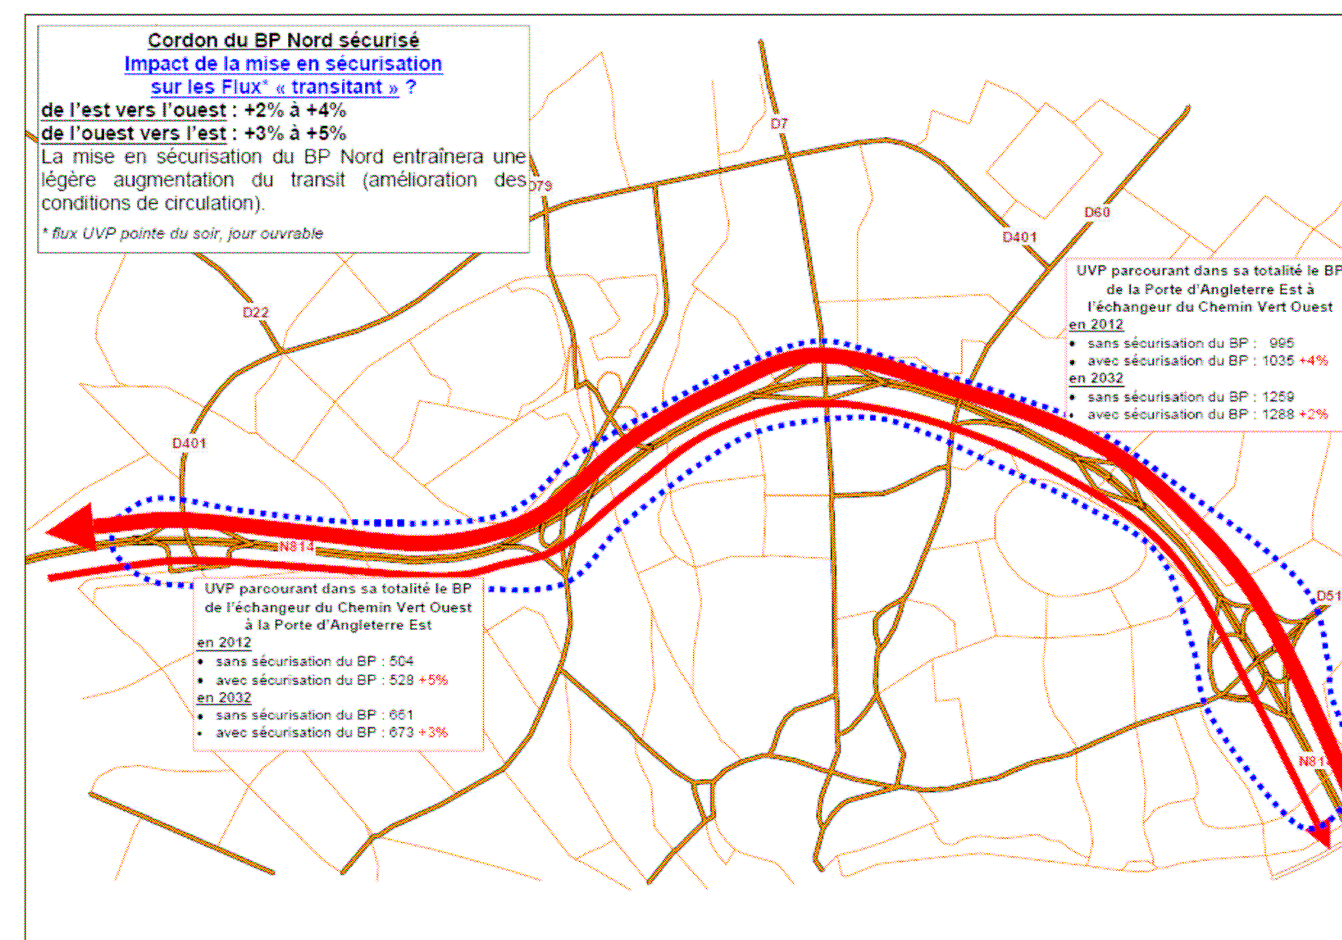 Cordon du BP Nord sécurisé
Impact de la mise en sécurisation
sur les Flux* « transitant » ?
de l'est vers l'ouest : +2% à +4%
de l'ouest vers l'est : +3% à +5%
La mise en sécurisation du BP Nord entraînera une
légère augmentation du transit (amélioration des
conditions de circulation).
* flux UVP pointe du soir, jour ouvrable
D7
D79
D60
D401
UVP parcourant dans sa totalité le BP
de la Porte d'Angleterre Est à
l'échangeur du Chemin Vert Ouest
en 2012
• sans sécurisation du BP : 995
• avec sécurisation du BP : 1035 +4%
en 2032
• sans sécurisation du BP : 1259
• avec sécurisation du BP : 1288 +2%
D22
D401
N814
UVP parcourant dans sa totalité le BP
de l'échangeur du Chemin Vert Ouest
à la Porte d'Angleterre Est
en 2012
• sans sécurisation du BP : 504
• avec sécurisation du BP : 528 +5%
en 2032
• sans sécurisation du BP : 651
• avec sécurisation du BP : 673 +3%
D51
N814